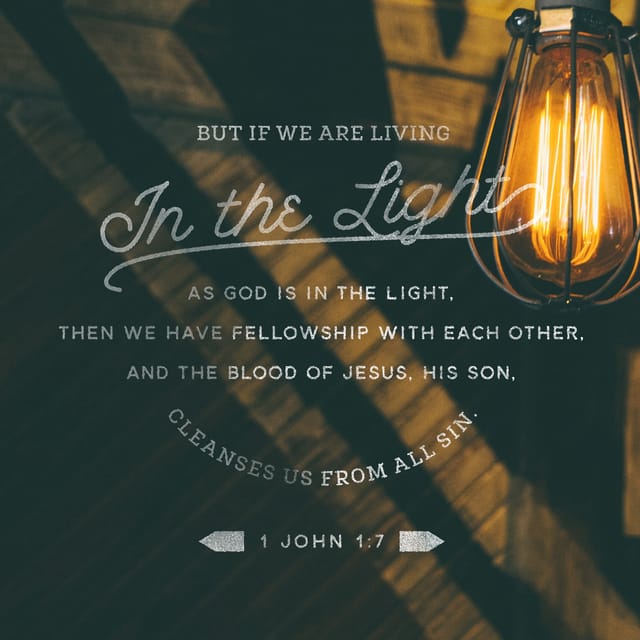 BUT IF WE ARE LIVING
In the Light
AS GOD IS IN THE LIGHT,
THEN WE HAVE FELLOWSHIP WITH EACH OTHER,
AND THE BLOOD OF JESUS, HIS SON,
CLEANSES US FROM ALL SIN.
1 JOHN 1:7